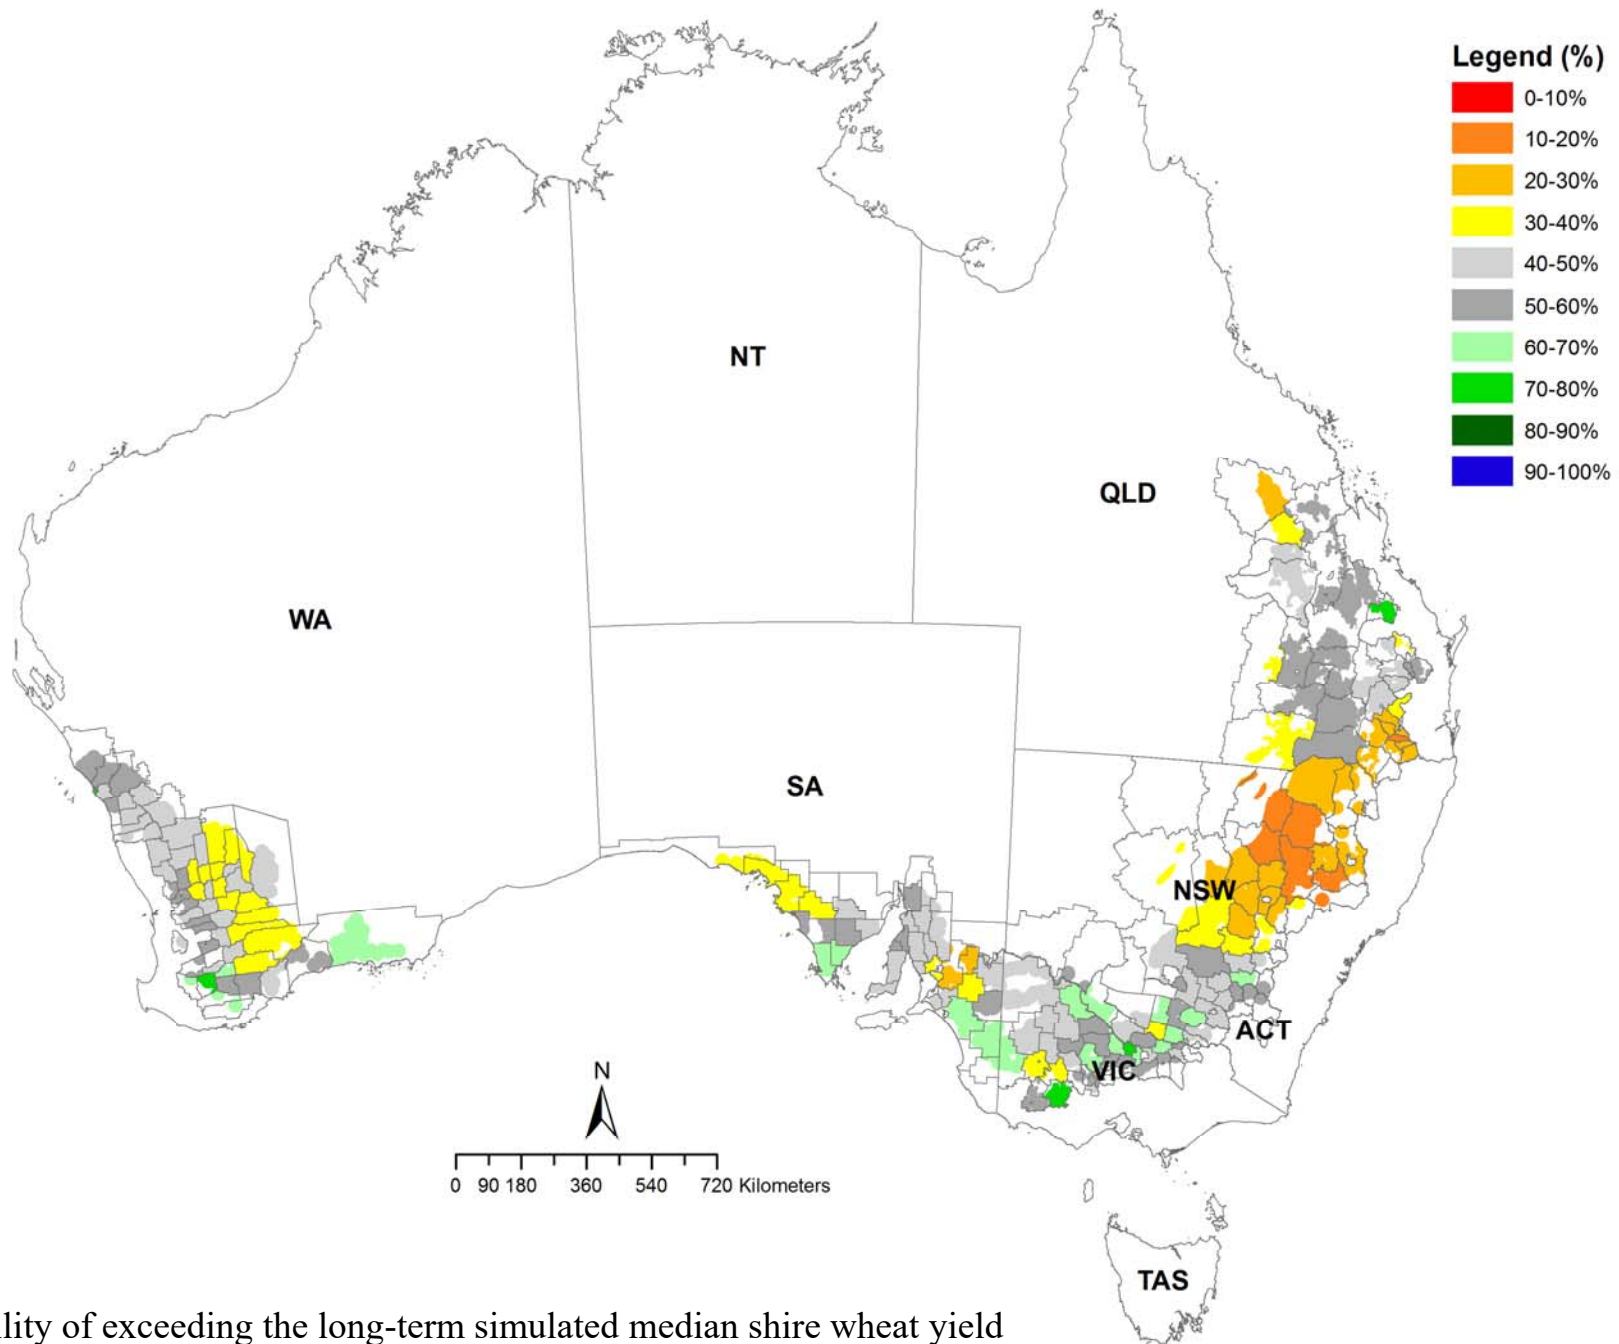 Legend (%)
0-10%
10-20%
20-30%
30-40%
40-50%
50-60%
60-70%
70-80%
80-90%
90-100%
NT
QLD
WA
SA
NSW
ACT
VIC
N
0 90 180 360 540 720 Kilometers
TAS
of exceeding the long-term simulated median shire wheat yield